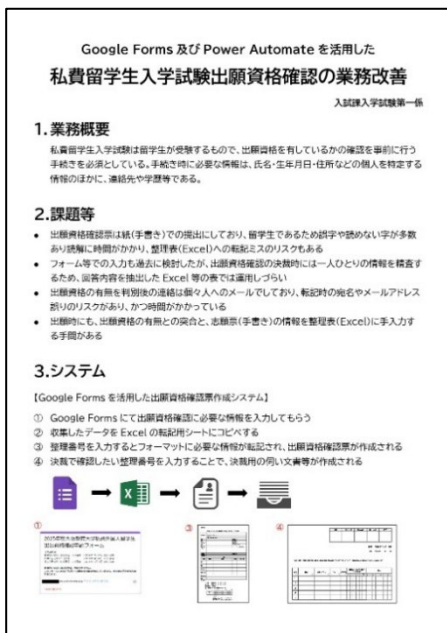 Google Forms 及び Power Automate を活用した
私費留学生入学試験出願資格確認の業務改善
入試課入学試験第一係
1. 業務概要
私費留学生入学試験は留学生が受験するもので、出願資格を有しているかの確認を事前に行う
手続きを必須としている。手続き時に必要な情報は、氏名・生年月日・住所などの個人を特定する
情報のほかに、連絡先や学歴等である。
2.課題等
● 出願資格確認票は紙(手書き)での提出にしており、留学生であるため誤字や読めない字が多数
あり読解に時間がかかり、整理表(Excel)への転記ミスのリスクもある
● フォーム等での入力も過去に検討したが、出願資格確認の決裁時には一人ひとりの情報を精査す
るため、回答内容を抽出した Excel 等の表では運用しづらい
● 出願資格の有無を判別後の連絡は個々人へのメールでしており、転記時の宛名やメールアドレス
誤りのリスクがあり、かつ時間がかかっている
● 出願時にも、出願資格の有無との突合と、志願票(手書き)の情報を整理表(Excel)に手入力す
る手間がある
3.システム
【Google Formsを活用した出願資格確認票作成システム】
① Google Forms にて出願資格確認に必要な情報を入力してもらう
② 収集したデータを Excel の転記用シートにコピペする
③ 整理番号を入力するとフォーマットに必要な情報が転記され、出願資格確認票が作成される
④ 決裁で確認したい整理番号を入力することで、決裁用の伺い文書等が作成される
①
③
④